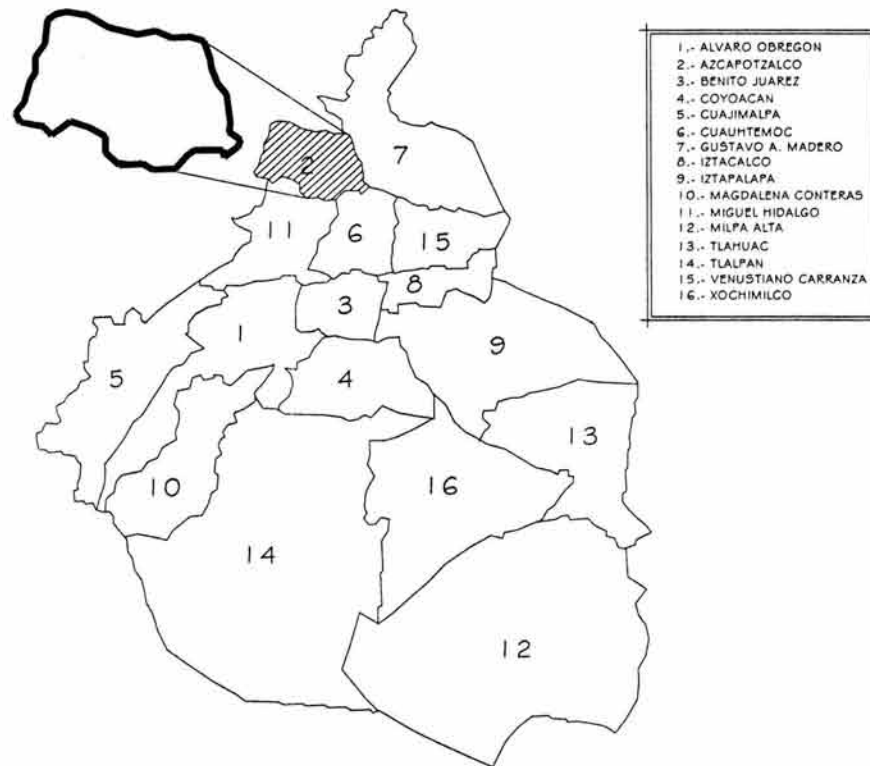 1.- ALVARO OBREGON
2.- AZCAPOTZALCO
3.- BENITO JUAREZ
4.- COYOACAN
5.- CUAJIMALPA
6.- CUAUHTEMOC
7.- GUSTAVO A. MADERO
8.- IZTACALCO
9.- IZTAPALAPA
10.- MAGDALENA CONTERAS
11.- MIGUEL HIDALGO
12.- MILPA ALTA
13.- TLAHUAC
14.- TLALPAN
15.- VENUSTIANO CARRANZA
16.- XOCHIMILCO
7
2
11
6
15
8
3
1
9
5
4
13
10
16
14
12